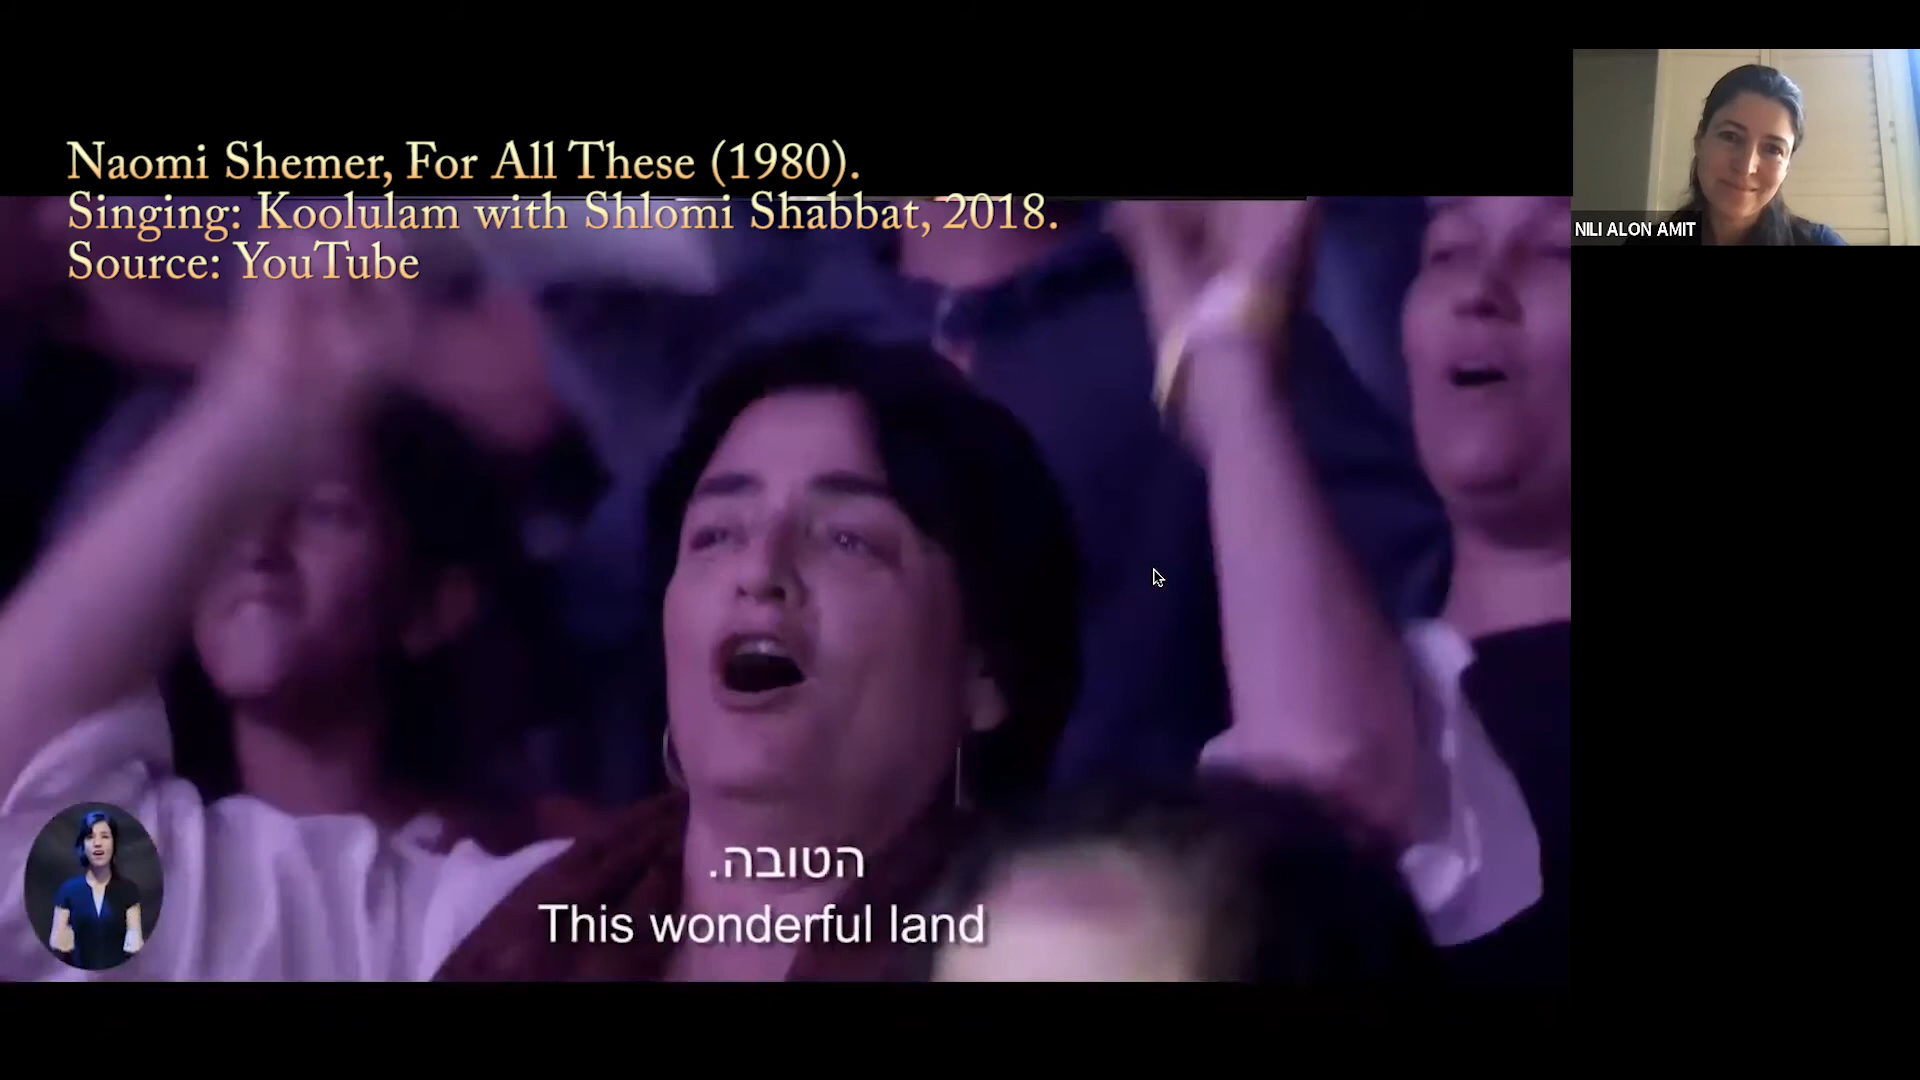 Naomi Shemer, For All These (1980).
Singing: Koolulam with Shlomi Shabbat, 2018.
Source: YouTube
NILI ALON AMIT
הטובה.
This wonderful land